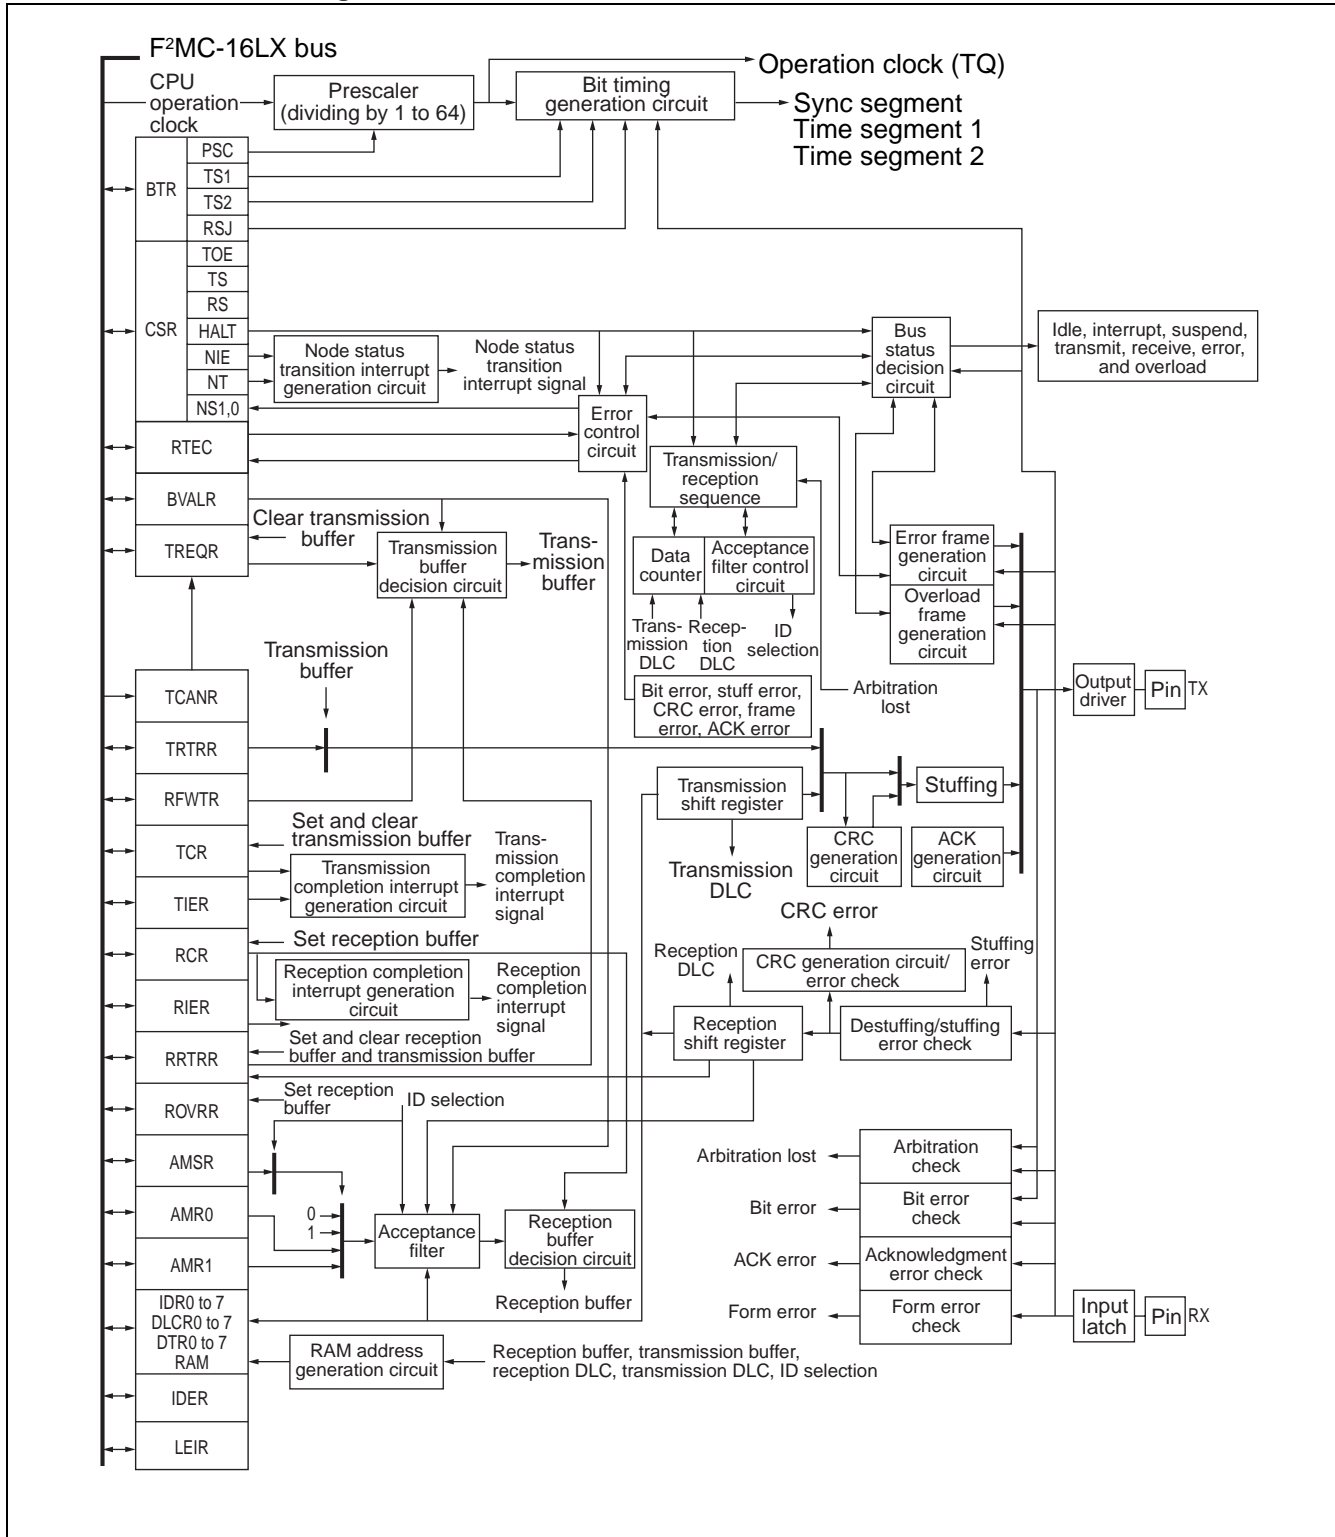 F²MC-16LX bus
CPU
operation
clock
Prescaler
(dividing by 1 to 64)
Bit timing
generation circuit
Operation clock (TQ)
Sync segment
Time segment 1
Time segment 2
BTR
PSC
TS1
TS2
RSJ
CSR
TOE
TS
RS
HALT
NIE
NT
NS1,0
Node status
transition interrupt
generation circuit
Node status
transition
interrupt signal
Bus
status
decision
circuit
Idle, interrupt, suspend,
transmit, receive, error,
and overload
Error
control
circuit
RTEC
Transmission/
reception
sequence
BVALR
TREQR
Clear transmission
buffer
Transmission
buffer
decision circuit
Trans-
mission
buffer
Data
counter
Acceptance
filter control
circuit
Error frame
generation
circuit
Overload
frame
generation
circuit
Trans-
mission
DLC
Recep-
tion
DLC
ID
selection
Transmission
buffer
Bit error, stuff error,
CRC error, frame
error, ACK error
Arbitration
lost
Output
driver
Pin
TX
TCANR
TRTRR
RFWTR
TCR
TIER
RCR
RIER
RRTRR
ROVRR
AMSR
AMR0
AMR1
IDR0 to 7
DLCR0 to 7
DTR0 to 7
RAM
IDER
LEIR
Transmission
shift register
Stuffing
CRC
generation
circuit
ACK
generation
circuit
Transmission
DLC
Set and clear
transmission buffer
Transmission
completion interrupt
generation circuit
Trans-
mission
completion
interrupt
signal
CRC error
Set reception buffer
Reception completion
interrupt generation
circuit
Reception
completion
interrupt
signal
Reception
DLC
CRC generation circuit/
error check
Stuffing
error
Set and clear reception
buffer and transmission buffer
Reception
shift register
Destuffing/stuffing
error check
Set reception
buffer
ID selection
0
1
Acceptance
filter
Reception
buffer
decision circuit
Reception buffer
Arbitration lost
Arbitration
check
Bit error
Bit error
check
ACK error
Acknowledgment
error check
Form error
Form error
check
Input
latch
Pin
RX
RAM address
generation circuit
Reception buffer, transmission buffer,
reception DLC, transmission DLC, ID selection